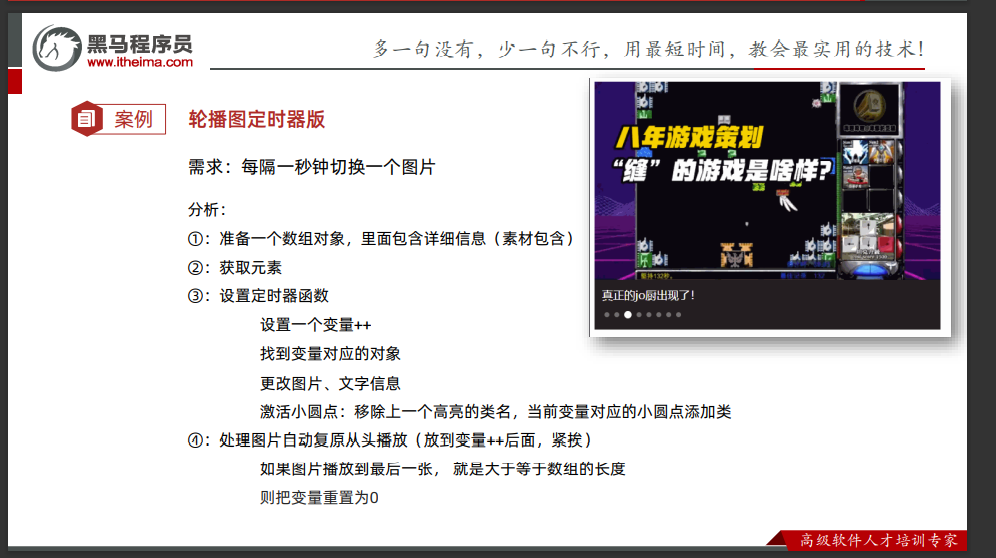 黑马程序员
www.itheima.com
多一句没有，少一句不行，用最短时间，教会最实用的技术！
案例
轮播图定时器版
需求：每隔一秒钟切换一个图片
分析：
①：准备一个数组对象，里面包含详细信息（素材包含）
②：获取元素
③：设置定时器函数
设置一个变量++
找到变量对应的对象
更改图片、文字信息
激活小圆点：移除上一个高亮的类名，当前变量对应的小圆点添加类
④：处理图片自动复原从头播放（放到变量++后面，紧挨）
如果图片播放到最后一张， 就是大于等于数组的长度
则把变量重置为0
八年游戏策划
“缝”的游戏是啥样？
真正的jo厨出现了！
高级软件人才培训专家